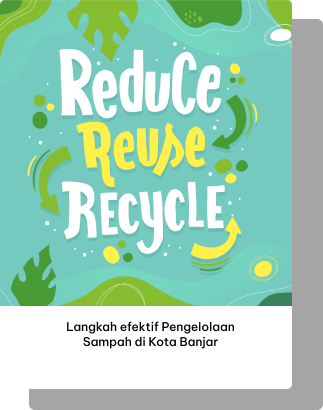 Reduce
Reuse
Recycle
Langkah efektif Pengelolaan
Sampah di Kota Banjar